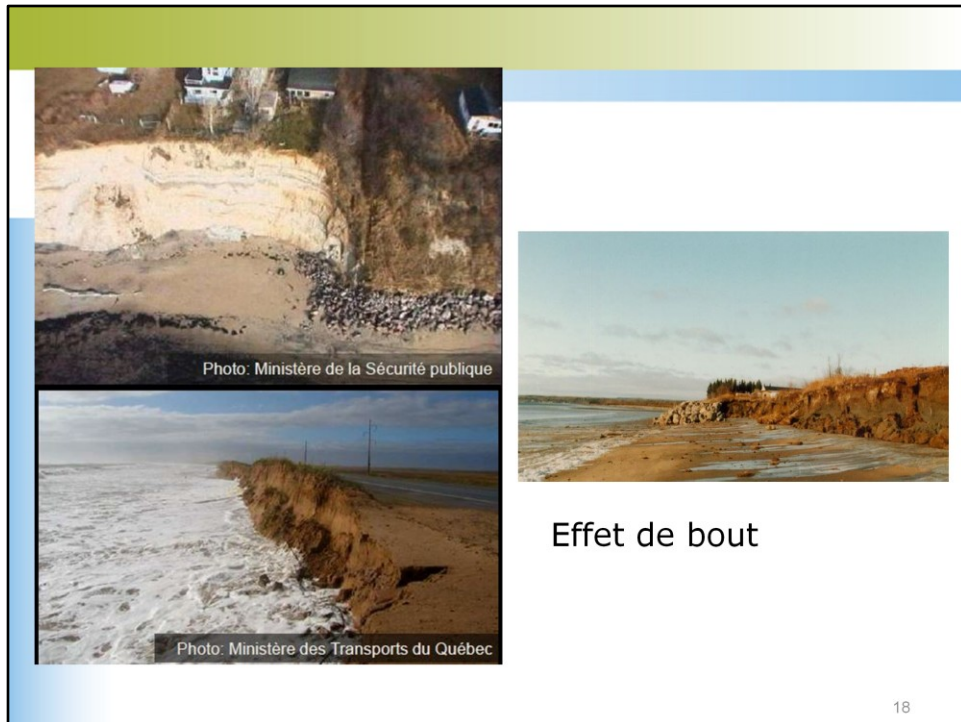 Photo: Ministère de la Sécurité publique
Photo: Ministère des Transports du Québec
Effet de bout
18